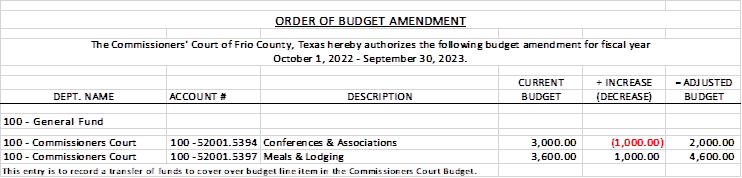 ORDER OF BUDGET AMENDMENT
The Commissioners' Court of Frio County, Texas hereby authorizes the following budget amendment for fiscal year
October 1, 2022 - September 30, 2023.
CURRENT + INCREASE = ADJUSTED
DEPT. NAME ACCOUNT # DESCRIPTION BUDGET (DECREASE) BUDGET
100 - General Fund
100 - Commissioners Court 100 -52001.5394 Conferences & Associations 3,000.00 (1,000.00) 2,000.00
100 - Commissioners Court 100 -52001.5397 Meals & Lodging 3,600.00 1,000.00 4,600.00
This entry is to record a transfer of funds to cover over budget line item in the Commissioners Court Budget.